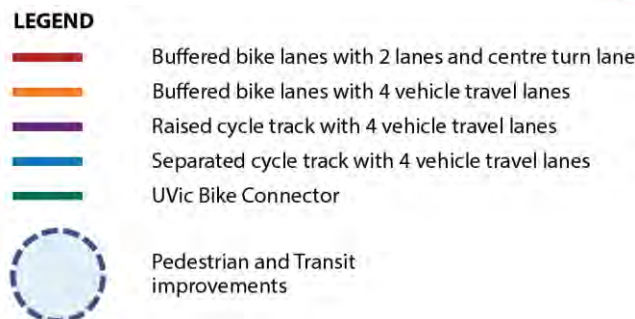 LEGEND
Buffered bike lanes with 2 lanes and centre turn lane
Buffered bike lanes with 4 vehicle travel lanes
Raised cycle track with 4 vehicle travel lanes
Separated cycle track with 4 vehicle travel lanes
UVic Bike Connector
Pedestrian and Transit
improvements